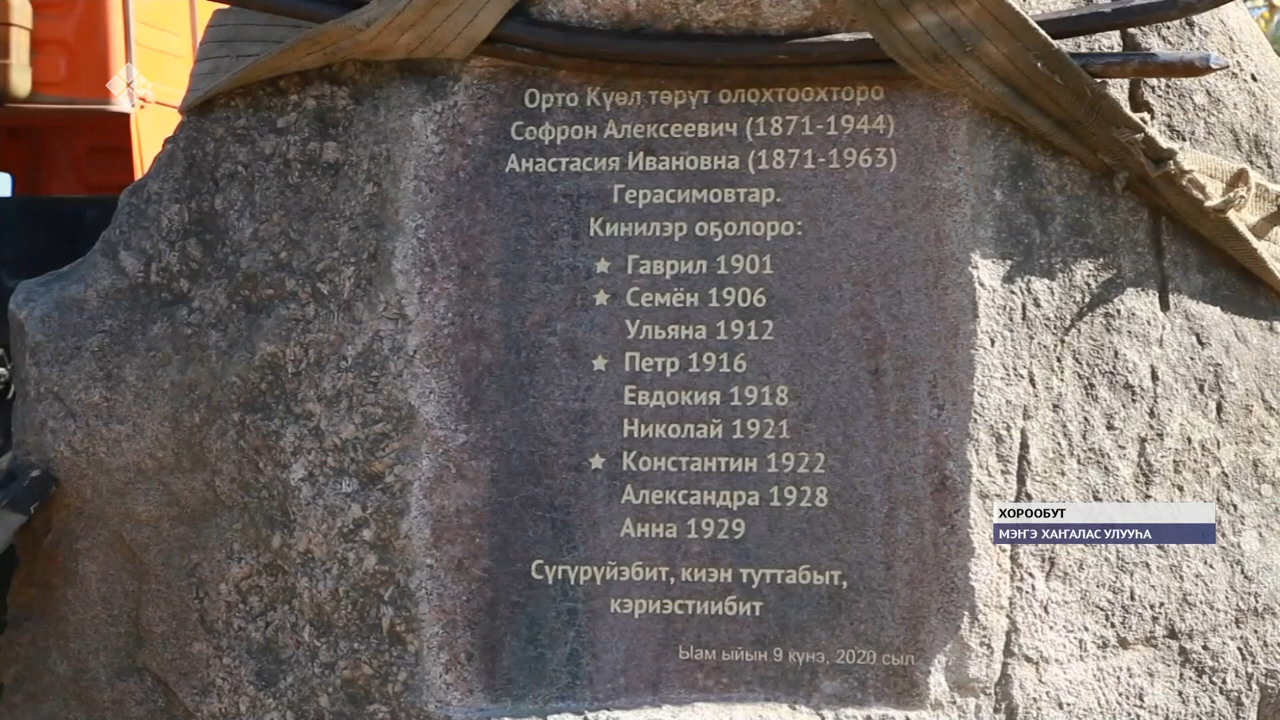 Орто Күөл төрүт олохтоохторо
Софрон Алексеевич (1871-1944)
Анастасия Ивановна (1871-1963)
Герасимовтар.
Кинилэр оҕолоро:
★ Гаврил 1901
★ Семён 1906
Ульяна 1912
★ Петр 1916
Евдокия 1918
Николай 1921
★ Константин 1922
Александра 1928
Анна 1929
Сүгүрүйэбит, киэн туттабыт,
кэриэстиибит
Ыам ыйын 9 күнэ, 2020 сыл
ХОРООБУТ
МЭҤЭ ХАҤАЛАС УЛУУҺА